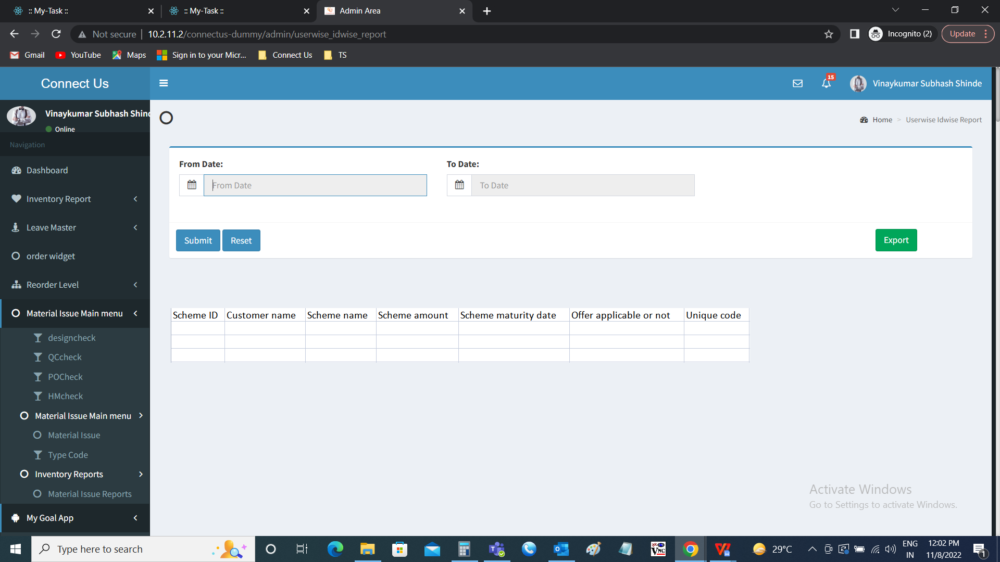 :: My-Task ::
:: My-Task ::
Admin Area
Not secure
10.2.11.2/connectus-dummy/admin/userwise_idwise_report
Incognito (2)
Update
Gmail
YouTube
Maps
Sign in to your Micr...
Connect Us
TS
Connect Us
15
Vinaykumar Subhash Shinde
Vinaykumar Subhash Shind
Online
Home > Userwise Idwise Report
Navigation
Dashboard
Inventory Report
Leave Master
order widget
Reorder Level
Material Issue Main menu
designcheck
QCcheck
POCheck
HMcheck
Material Issue Main menu
Material Issue
Type Code
Inventory Reports
Material Issue Reports
My Goal App
From Date:
To Date:
From Date
To Date
Submit
Reset
Export
Scheme ID Customer name Scheme name Scheme amount Scheme maturity date Offer applicable or not Unique code
Activate Windows
Go to Settings to activate Windows.
Type here to search
VNC
29°C
ENG
IN
12:02 PM
11/8/2022
1